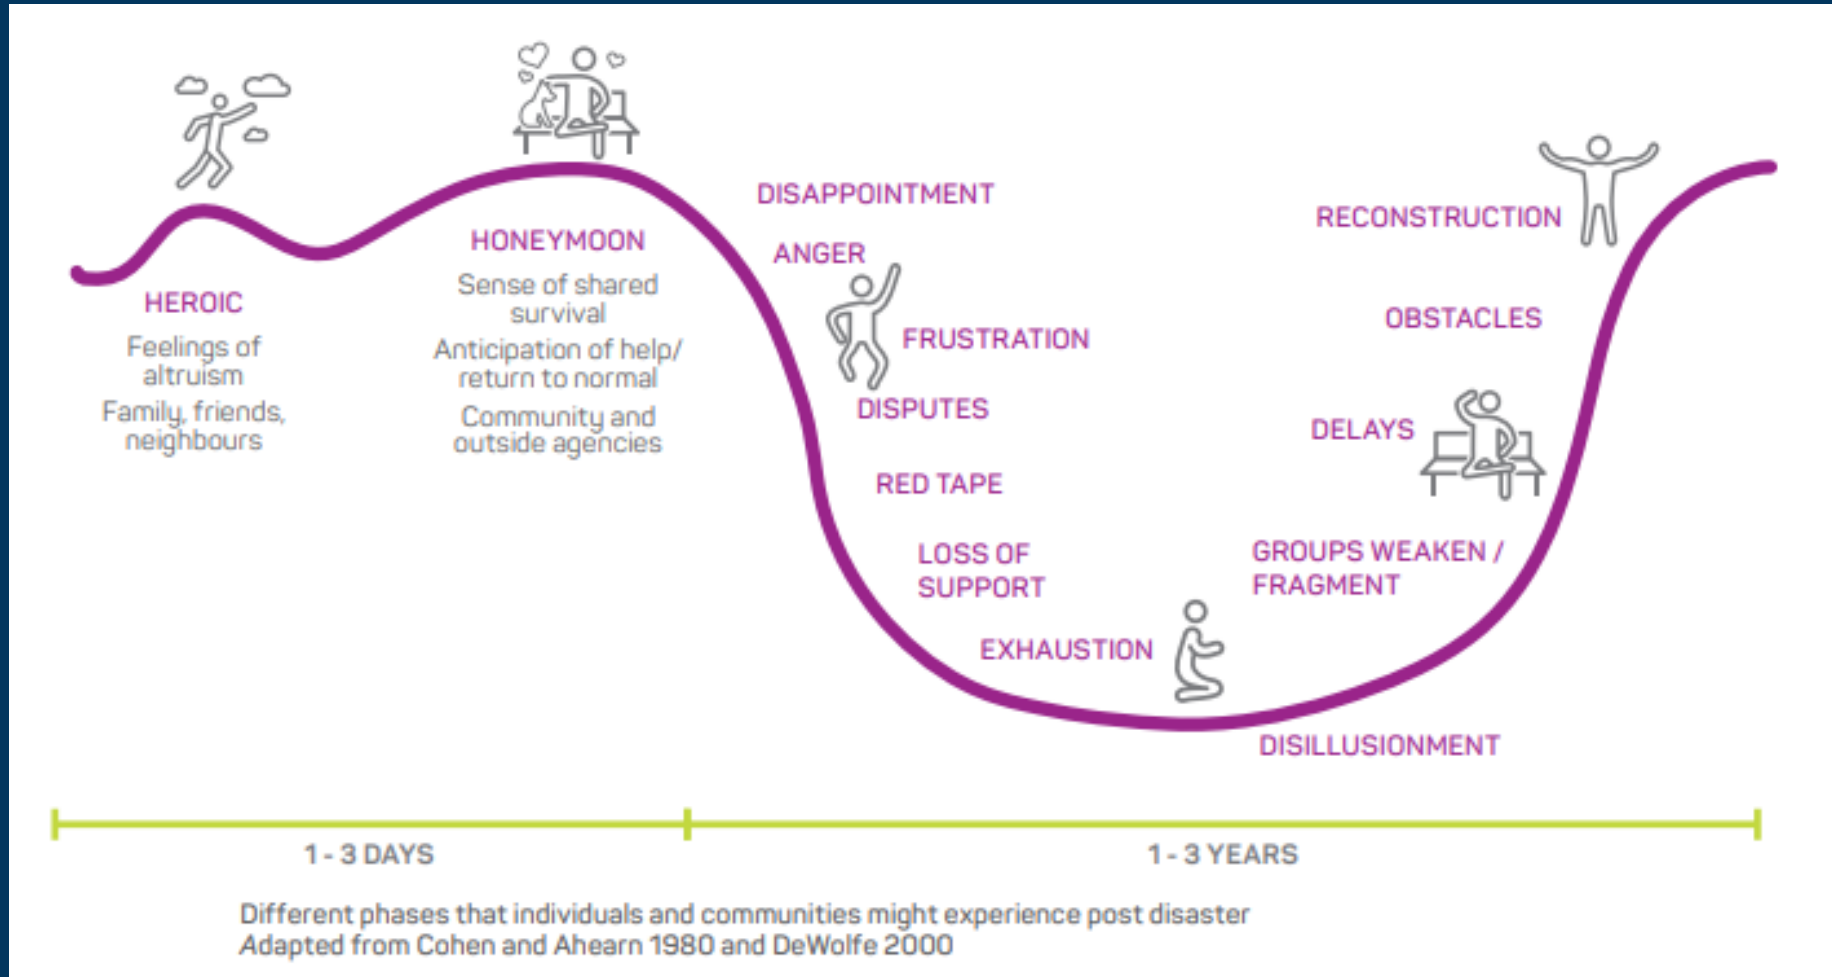 HEROIC
Feelings of
altruism
Family, friends,
neighbours
HONEYMOON
Sense of shared
survival
Anticipation of help/
return to normal
Community and
outside agencies
DISAPPOINTMENT
ANGER
FRUSTRATION
DISPUTES
RED TAPE
LOSS OF
SUPPORT
EXHAUSTION
DISILLUSIONMENT
GROUPS WEAKEN /
FRAGMENT
DELAYS
OBSTACLES
RECONSTRUCTION
1 - 3 DAYS
1 - 3 YEARS
Different phases that individuals and communities might experience post disaster
Adapted from Cohen and Ahearn 1980 and DeWolfe 2000